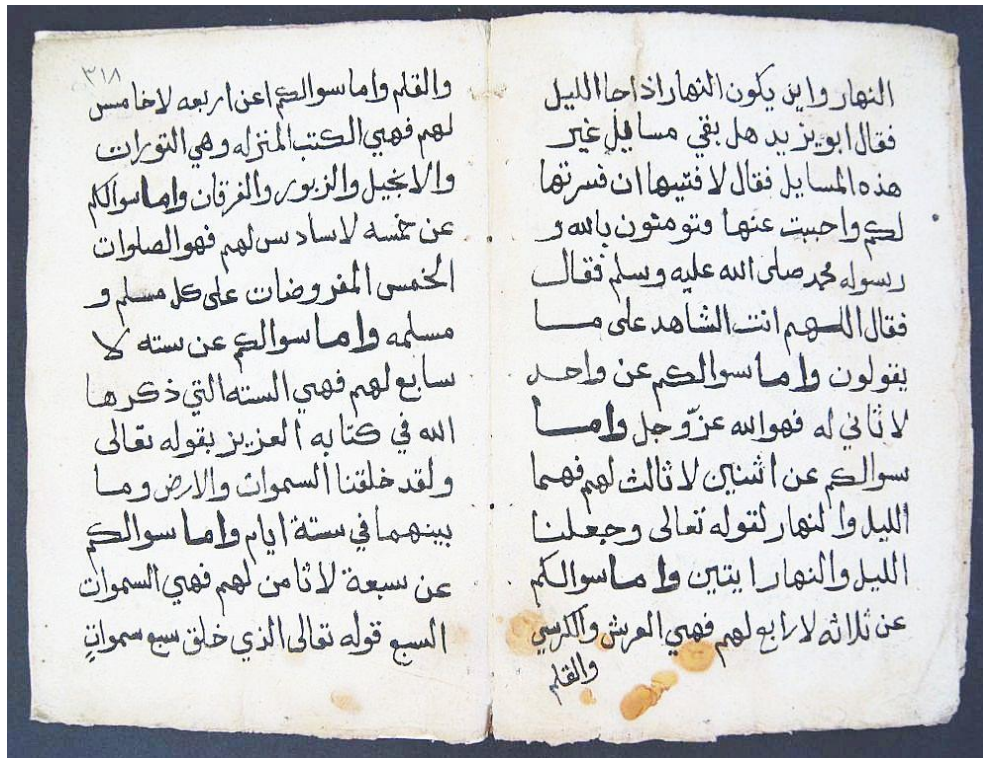 النهار واين يكون النهار اذا جا الليل
فقال ابو يزيد هل بقي مسايل غير
هذه المسايل فقال لا فتيبها ان فسرتها
لكم واجبت عنها وتومنون بالله و
رسوله محمد صلى الله عليه وسلم فقال
فقال اللهم انت الشاهد على ما
يقولون واما سوالكم عن واحد
لا ثاني له فهو الله عزّ وجل واما
سوالكم عن اثنين لا ثالث لهم فهما
الليل والنهار لقوله تعالى وجعلنا
الليل والنهار ايتين واما سوالكم
عن ثلاثه لا رابع لهم فهي العرش والكرسي
والقلم
٣١٨
والقلم واما سوالكم اعن اربعه لا خامس
لهم فهي الكتب المنزله وهي التورات
والانجيل والزبور والفرقان واما سوالكم
عن خمسه لا سادس لهم فهو الصلوات
الخمس المفروضات على كل مسلم و
مسلمه واما سوالكم عن سته لا
سابع لهم فهي السته التي ذكرها
الله في كتابه العزيز بقوله تعالى
ولقد خلقنا السموات والارض وما
بينهما في ستة ايام واما سوالكم
عن سبعة لا ثامن لهم فهي السموات
السبع قوله تعالى الذي خلق سبع سمواتٍ